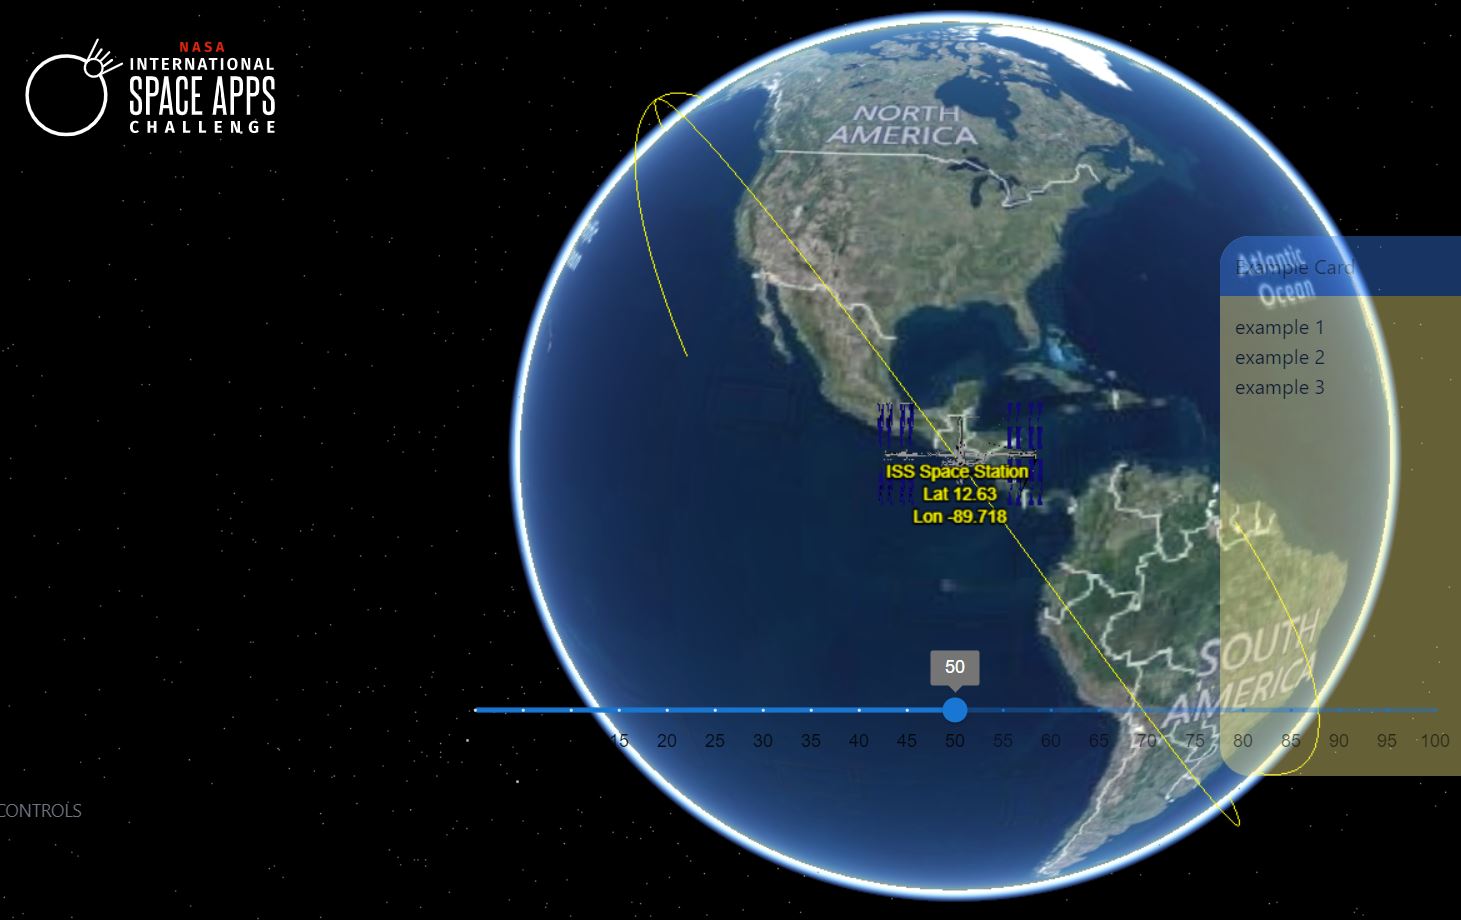 NASA
INTERNATIONAL
SPACE APPS
CHALLENGE
NORTH
AMERICA
Atlantic
Ocean
Example Card
example 1
example 2
example 3
ISS Space Station
Lat 12.63
Lon -89.718
SOUTH
AMERICA
50
15 20 25 30 35 40 45 50 55 60 65 70 75 80 85 90 95 100
CONTROLS